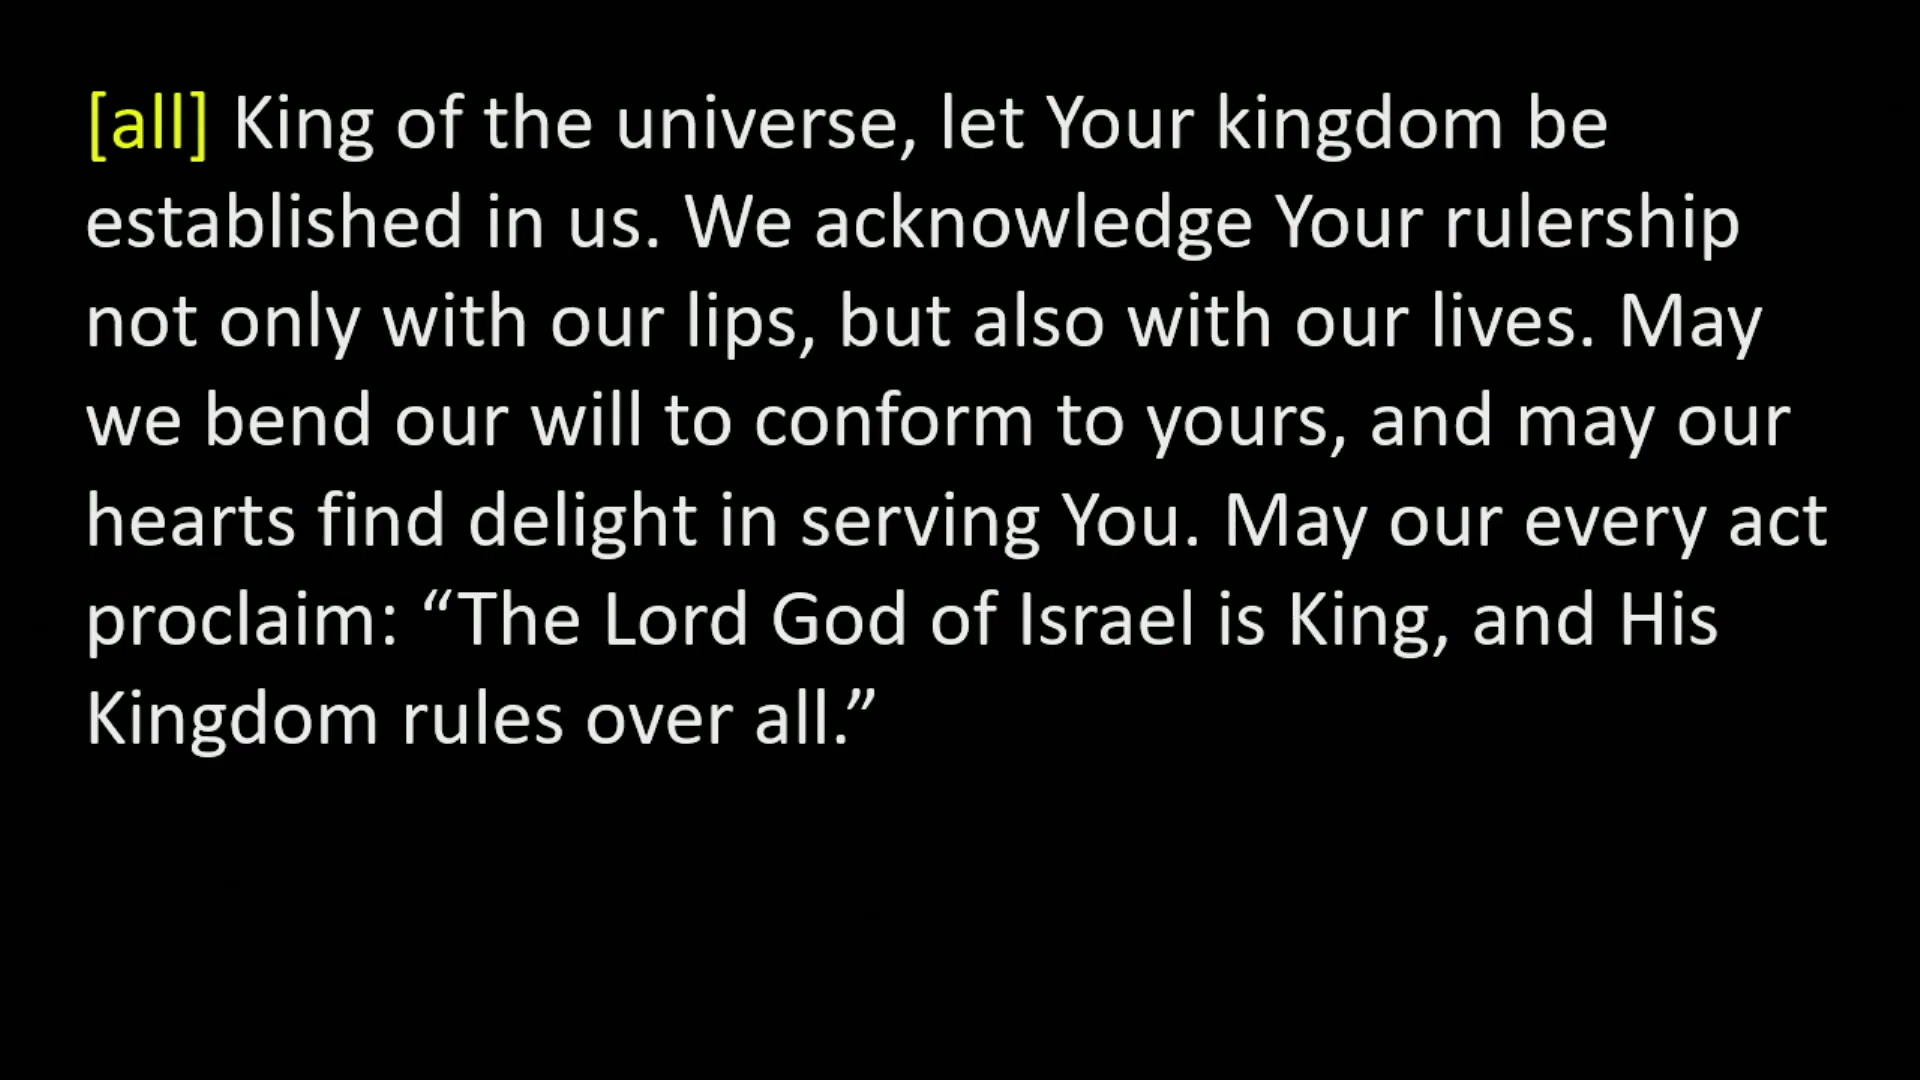 [all] King of the universe, let Your kingdom be
established in us. We acknowledge Your rulership
not only with our lips, but also with our lives. May
we bend our will to conform to yours, and may our
hearts find delight in serving You. May our every act
proclaim: “The Lord God of Israel is King, and His
Kingdom rules over all.”